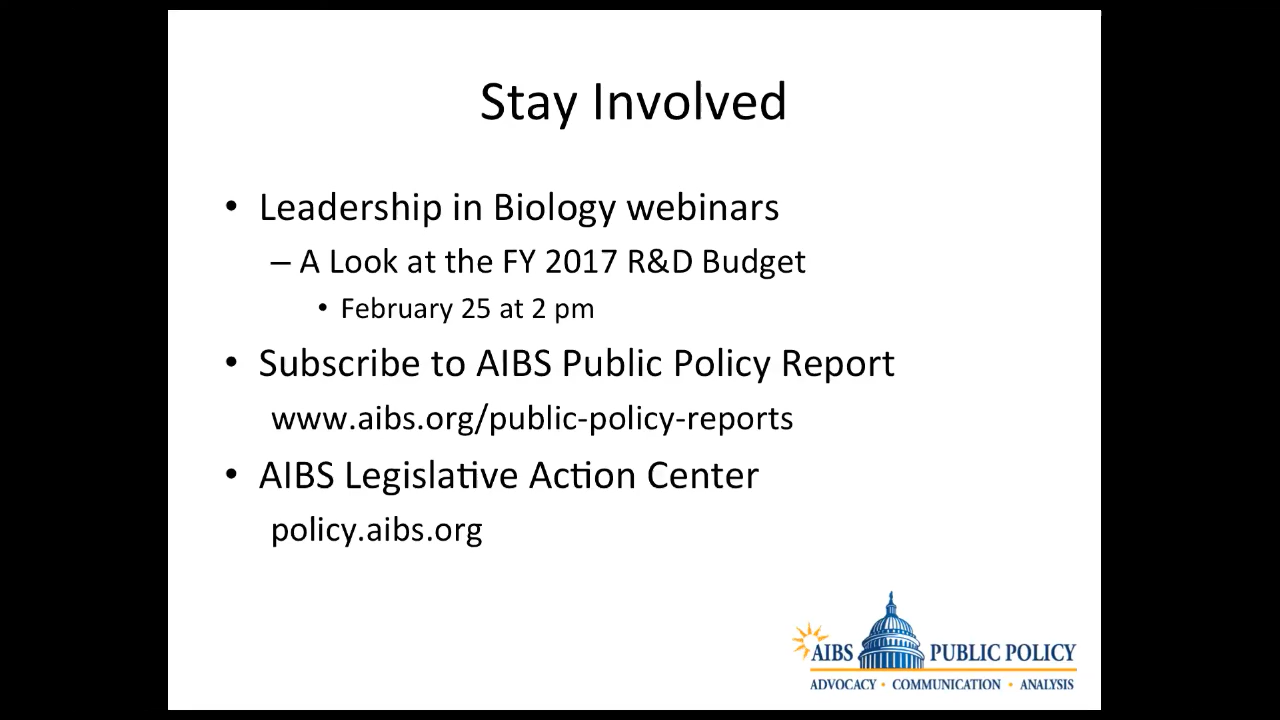 Stay Involved
• Leadership in Biology webinars
– A Look at the FY 2017 R&D Budget
• February 25 at 2 pm
• Subscribe to AIBS Public Policy Report
www.aibs.org/public-policy-reports
• AIBS Legislative Action Center
policy.aibs.org
AIBS PUBLIC POLICY
ADVOCACY • COMMUNICATION • ANALYSIS